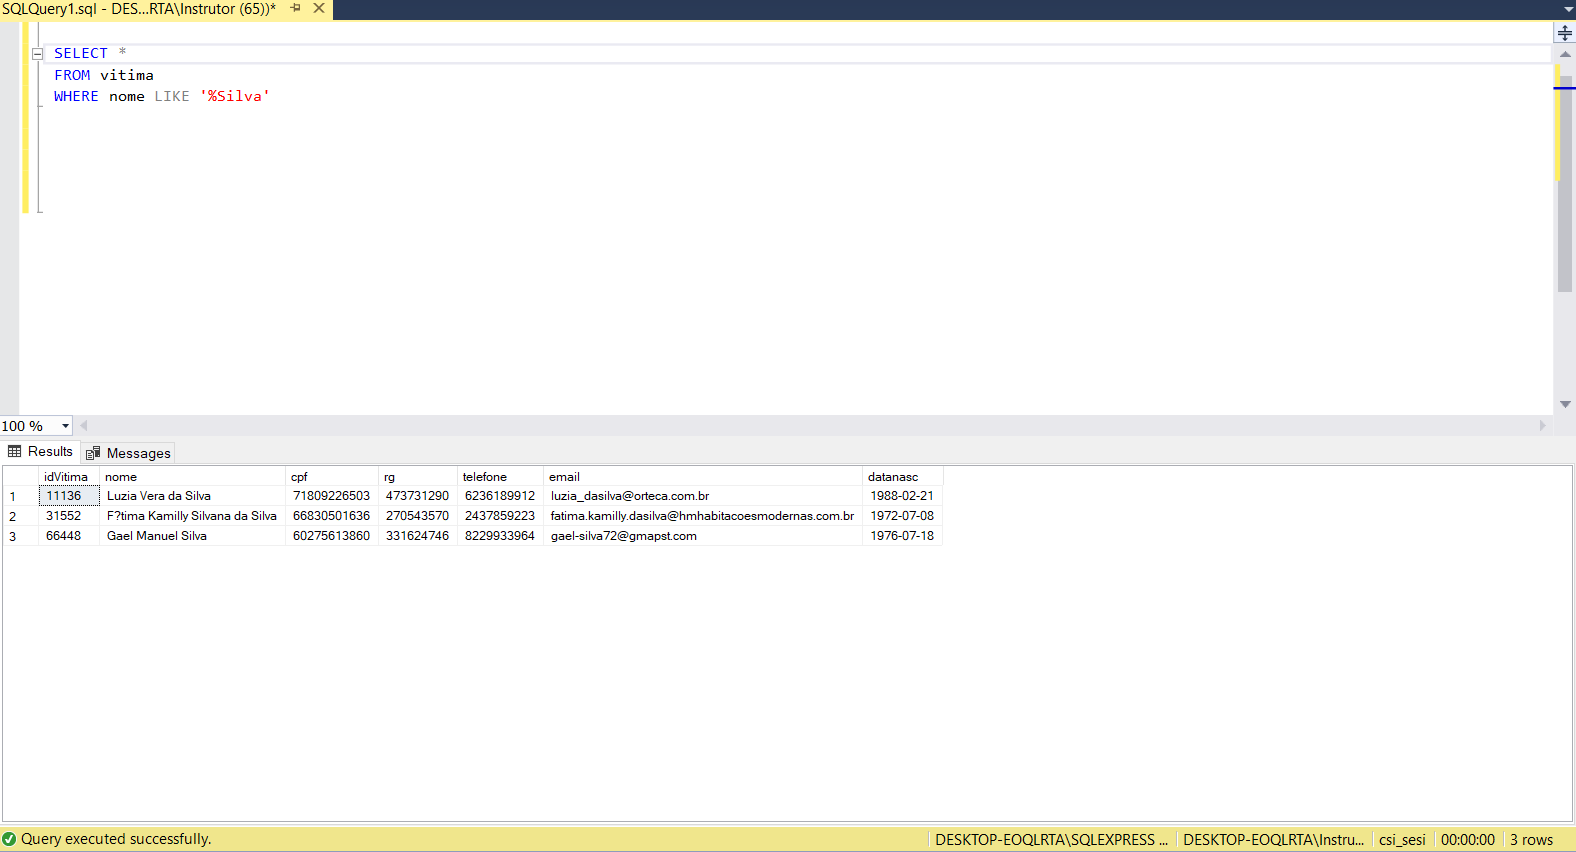 SQLQuery1.sql - DES...RTA\Instrutor (65))*
SELECT *
FROM vitima
WHERE nome LIKE '%Silva'
100 %
Results Messages
idVitima nome cpf rg telefone email datanasc
1 11136 Luzia Vera da Silva 71809226503 473731290 6236189912 luzia_dasilva@orteca.com.br 1988-02-21
2 31552 F?tima Kamilly Silvana da Silva 66830501636 270543570 2437859223 fatima.kamilly.dasilva@hmhabitacoesmodernas.com.br 1972-07-08
3 66448 Gael Manuel Silva 60275613860 331624746 8229933964 gael-silva72@gmapst.com 1976-07-18
Query executed successfully. DESKTOP-EOQLRTA\SQLEXPRESS ... DESKTOP-EOQLRTA\Instru... csi_sesi 00:00:00 3 rows